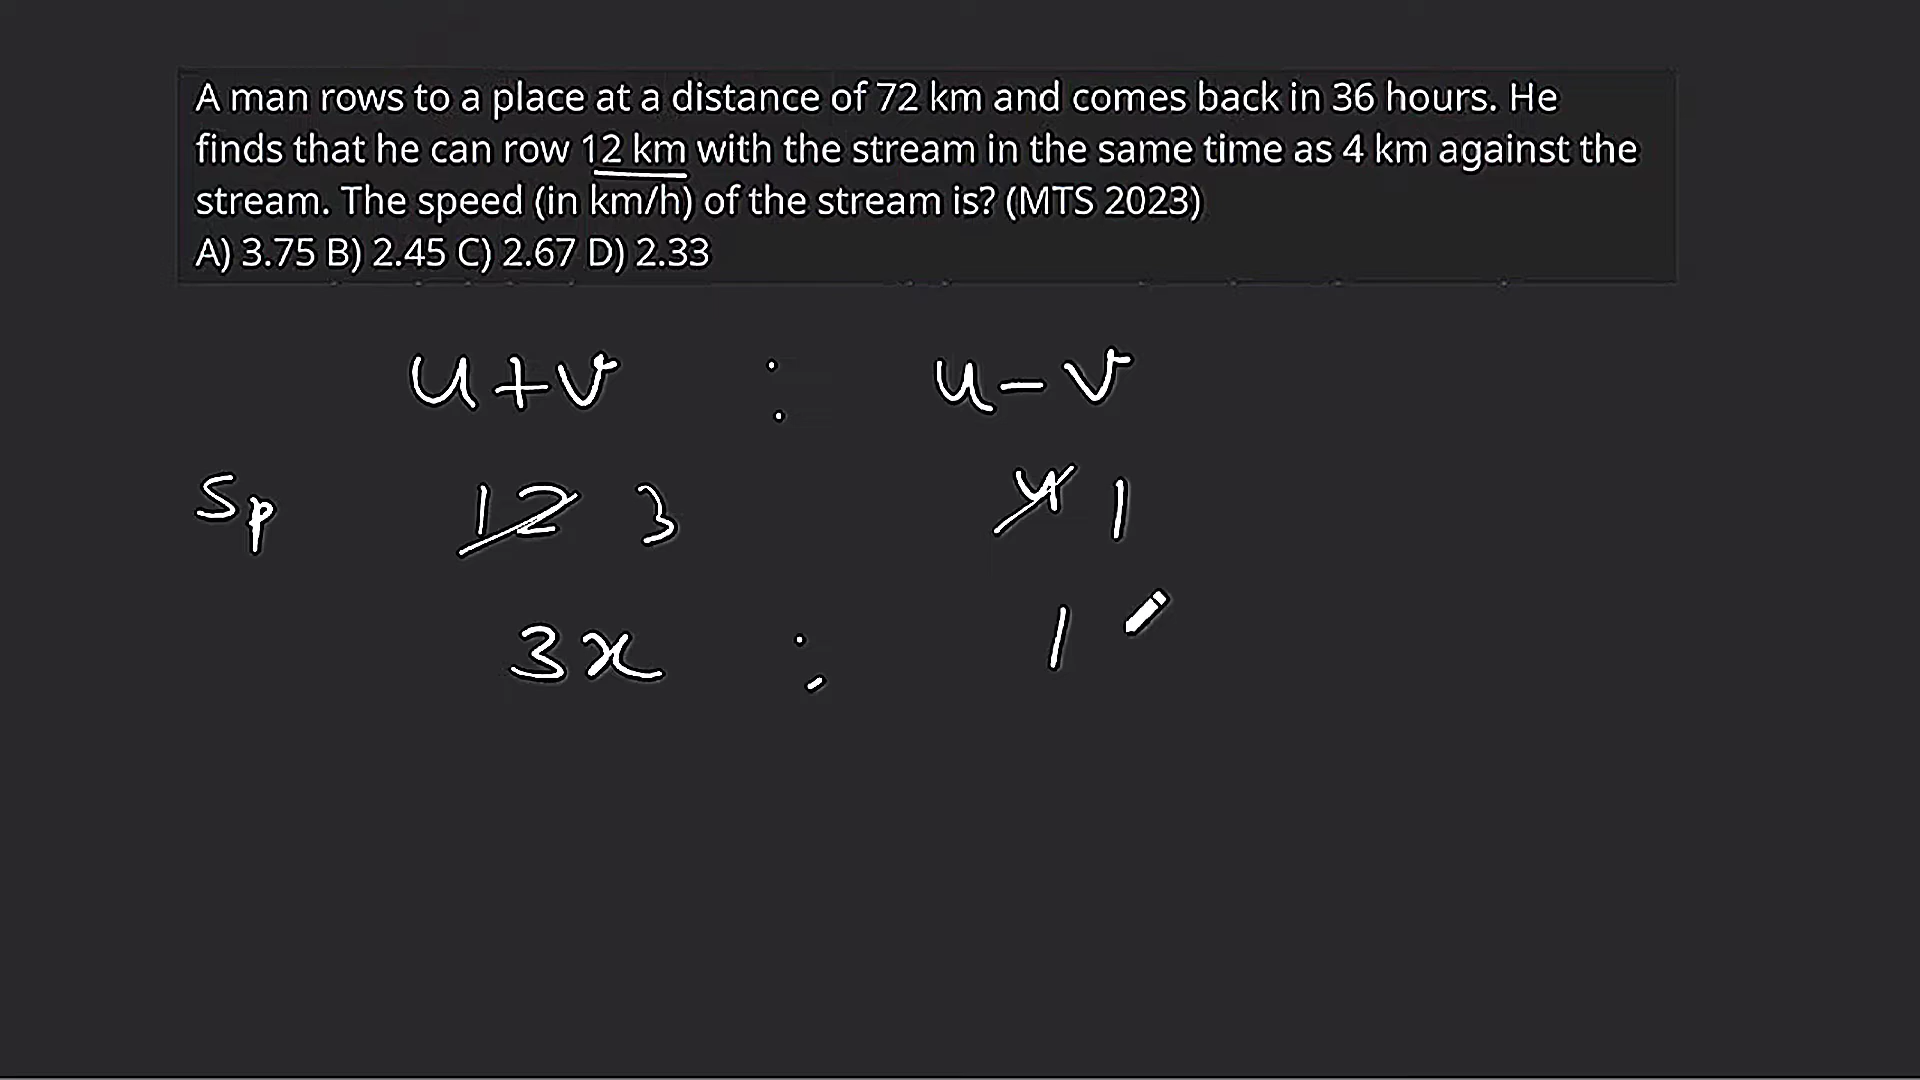 A man rows to a place at a distance of 72 km and comes back in 36 hours. He
finds that he can row 12 km with the stream in the same time as 4 km against the
stream. The speed (in km/h) of the stream is? (MTS 2023)
A) 3.75 B) 2.45 C) 2.67 D) 2.33
u+v : u-v
Sp 12 3 4 1
3x : 1